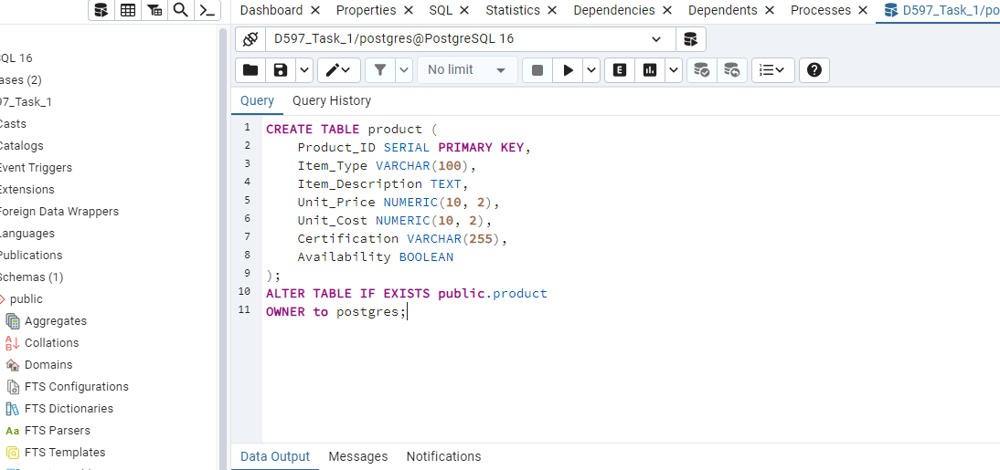 Dashboard Properties SQL Statistics Dependencies Dependents Processes D597_Task_1/po
D597_Task_1/postgres@PostgreSQL 16
No limit
E
Query Query History
1 CREATE TABLE product (
2 Product_ID SERIAL PRIMARY KEY,
3 Item_Type VARCHAR(100),
4 Item_Description TEXT,
5 Unit_Price NUMERIC(10, 2),
6 Unit_Cost NUMERIC(10, 2),
7 Certification VARCHAR(255),
8 Availability BOOLEAN
9 );
10 ALTER TABLE IF EXISTS public.product
11 OWNER to postgres;
Data Output Messages Notifications
QL 16
ases (2)
97_Task_1
Casts
Catalogs
Event Triggers
Extensions
Foreign Data Wrappers
Languages
Publications
Schemas (1)
public
Aggregates
Collations
Domains
FTS Configurations
FTS Dictionaries
Aa FTS Parsers
FTS Templates